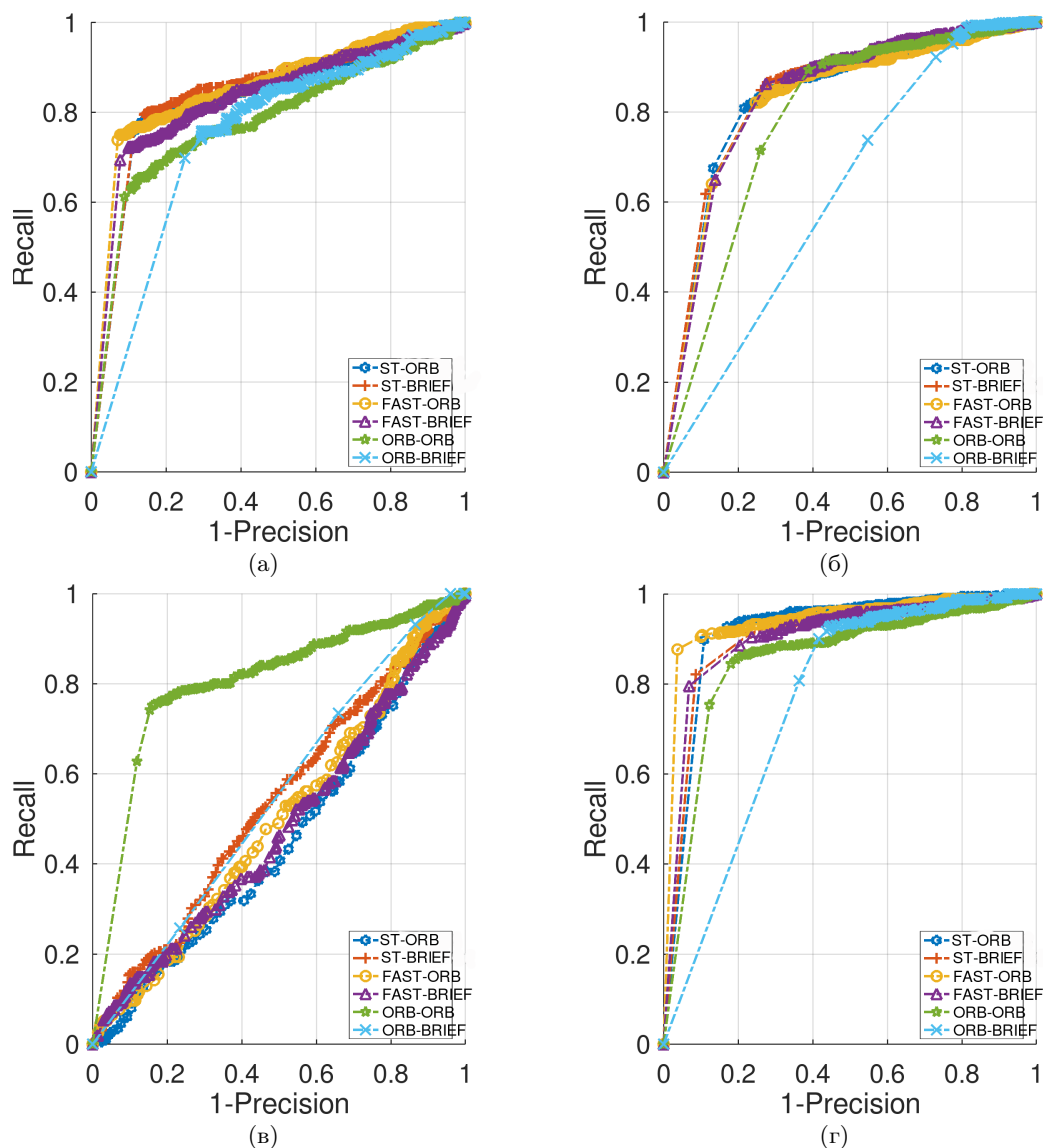 1
0.8
0.6
0.4
0.2
0
Recall
ST-ORB
ST-BRIEF
FAST-ORB
FAST-BRIEF
ORB-ORB
ORB-BRIEF
0 0.2 0.4 0.6 0.8 1
1-Precision
(а)
1
0.8
0.6
0.4
0.2
0
Recall
ST-ORB
ST-BRIEF
FAST-ORB
FAST-BRIEF
ORB-ORB
ORB-BRIEF
0 0.2 0.4 0.6 0.8 1
1-Precision
(б)
1
0.8
0.6
0.4
0.2
0
Recall
ST-ORB
ST-BRIEF
FAST-ORB
FAST-BRIEF
ORB-ORB
ORB-BRIEF
0 0.2 0.4 0.6 0.8 1
1-Precision
(в)
1
0.8
0.6
0.4
0.2
0
Recall
ST-ORB
ST-BRIEF
FAST-ORB
FAST-BRIEF
ORB-ORB
ORB-BRIEF
0 0.2 0.4 0.6 0.8 1
1-Precision
(г)